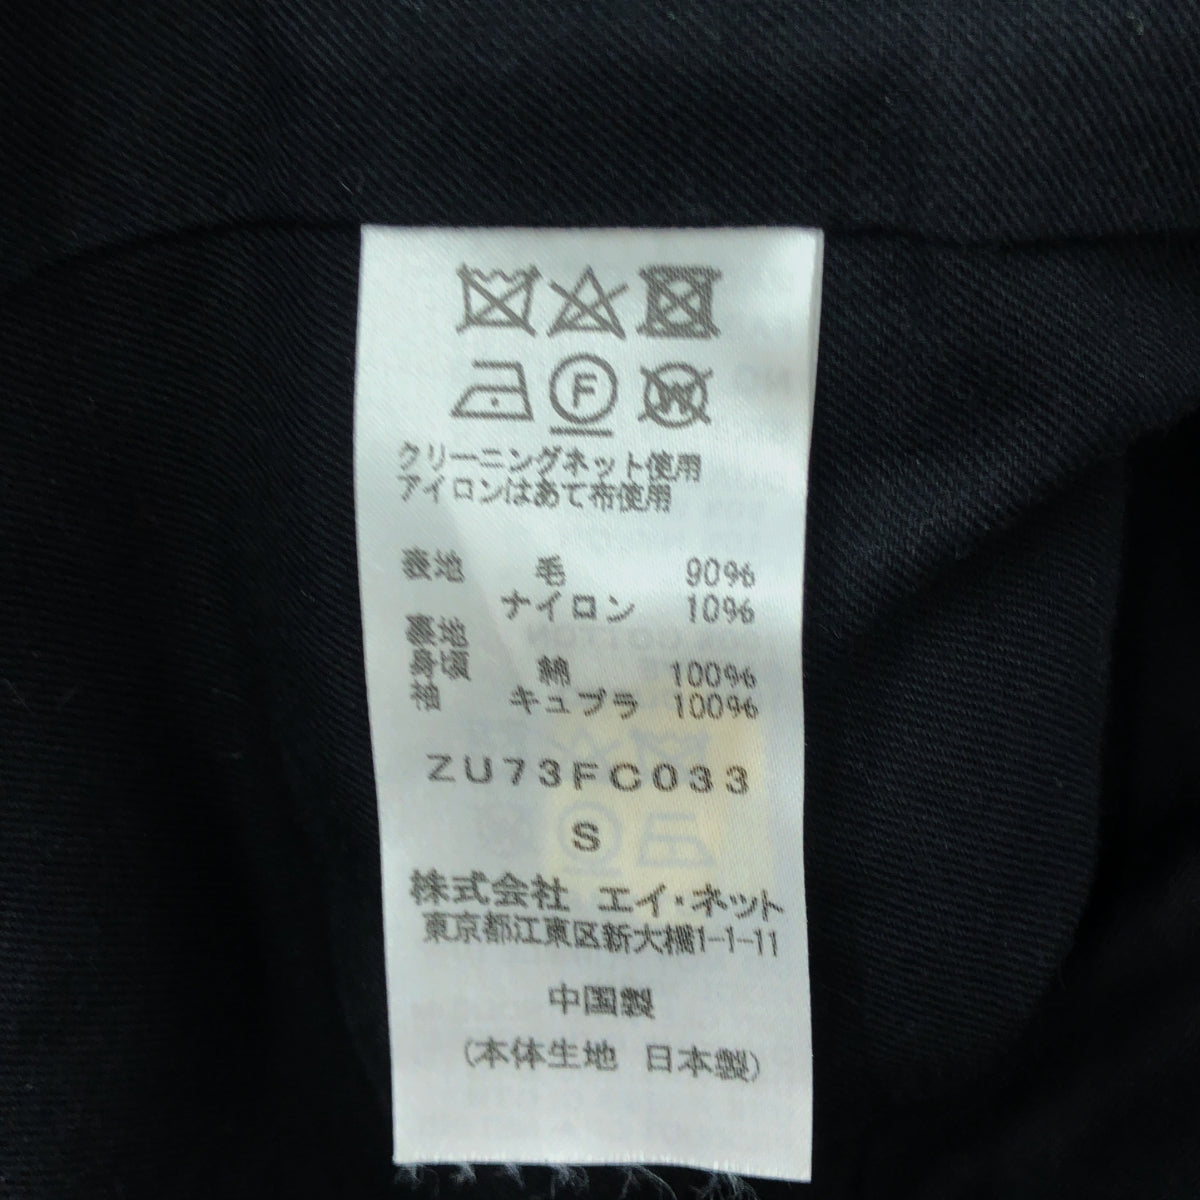 F W
クリーニングネット使用
アイロンはあて布使用
表地 毛 90%
ナイロン 10%
裏地
身頃 綿 100%
袖 キュプラ 100%
ZU73FC033
S
株式会社 エイ・ネット
東京都江東区新大橋1-1-11
中国製
(本体生地 日本製)